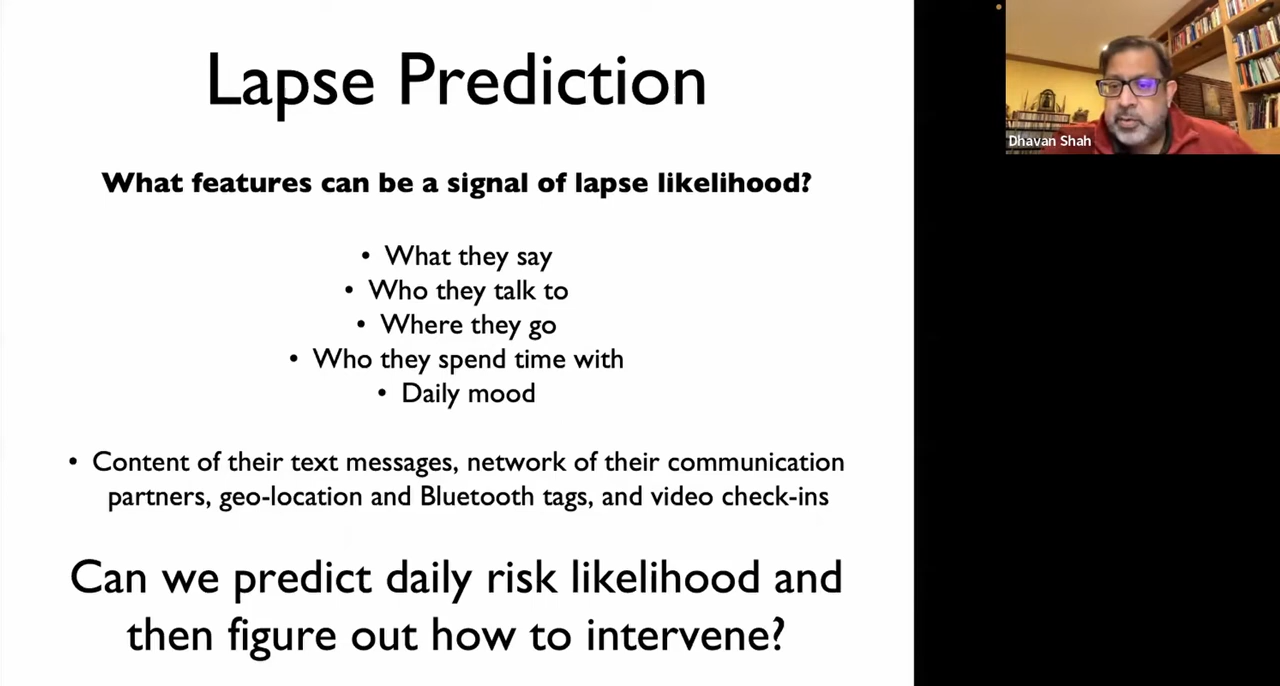 Lapse Prediction
What features can be a signal of lapse likelihood?
• What they say
• Who they talk to
• Where they go
• Who they spend time with
• Daily mood
• Content of their text messages, network of their communication
partners, geo-location and Bluetooth tags, and video check-ins
Can we predict daily risk likelihood and
then figure out how to intervene?
Dhavan Shah